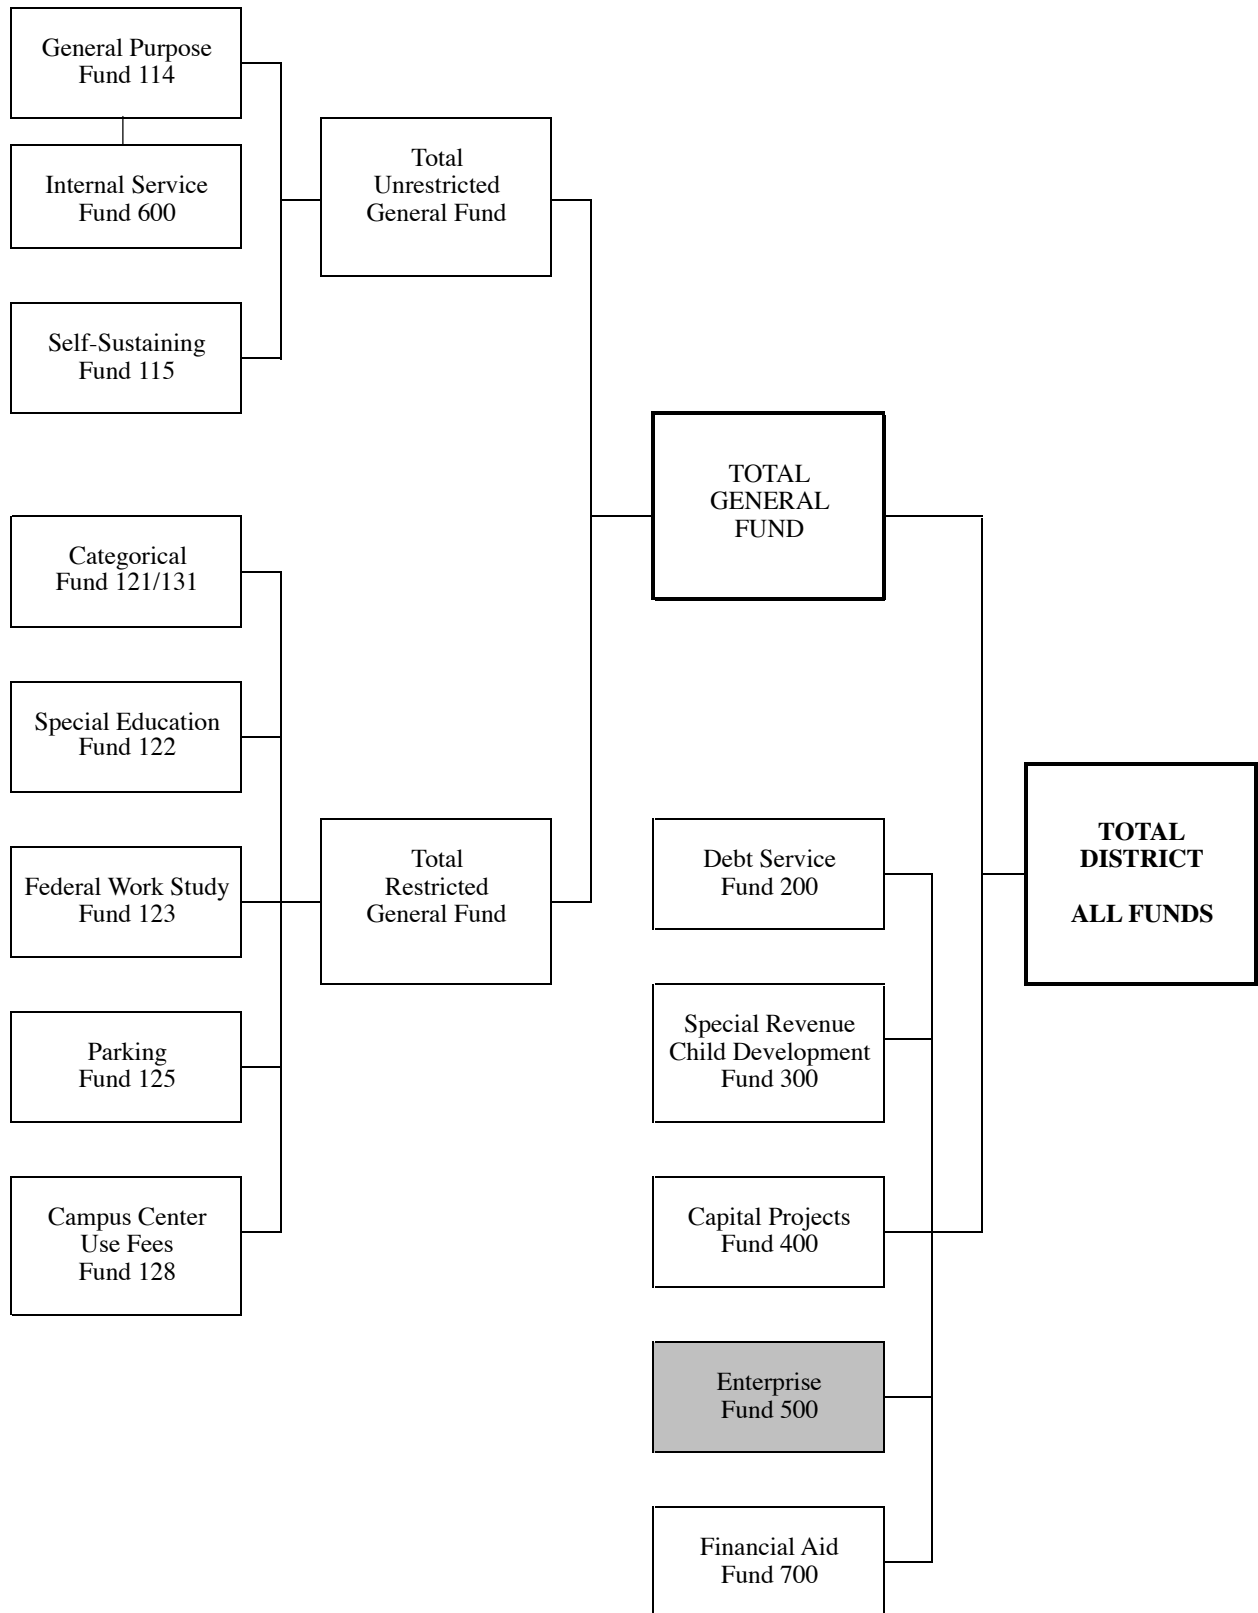 General Purpose
Fund 114
Internal Service
Fund 600
Self-Sustaining
Fund 115
Categorical
Fund 121/131
Special Education
Fund 122
Federal Work Study
Fund 123
Parking
Fund 125
Campus Center
Use Fees
Fund 128
Total
Unrestricted
General Fund
Total
Restricted
General Fund
TOTAL
GENERAL
FUND
Debt Service
Fund 200
Special Revenue
Child Development
Fund 300
Capital Projects
Fund 400
Enterprise
Fund 500
Financial Aid
Fund 700
TOTAL
DISTRICT
ALL FUNDS